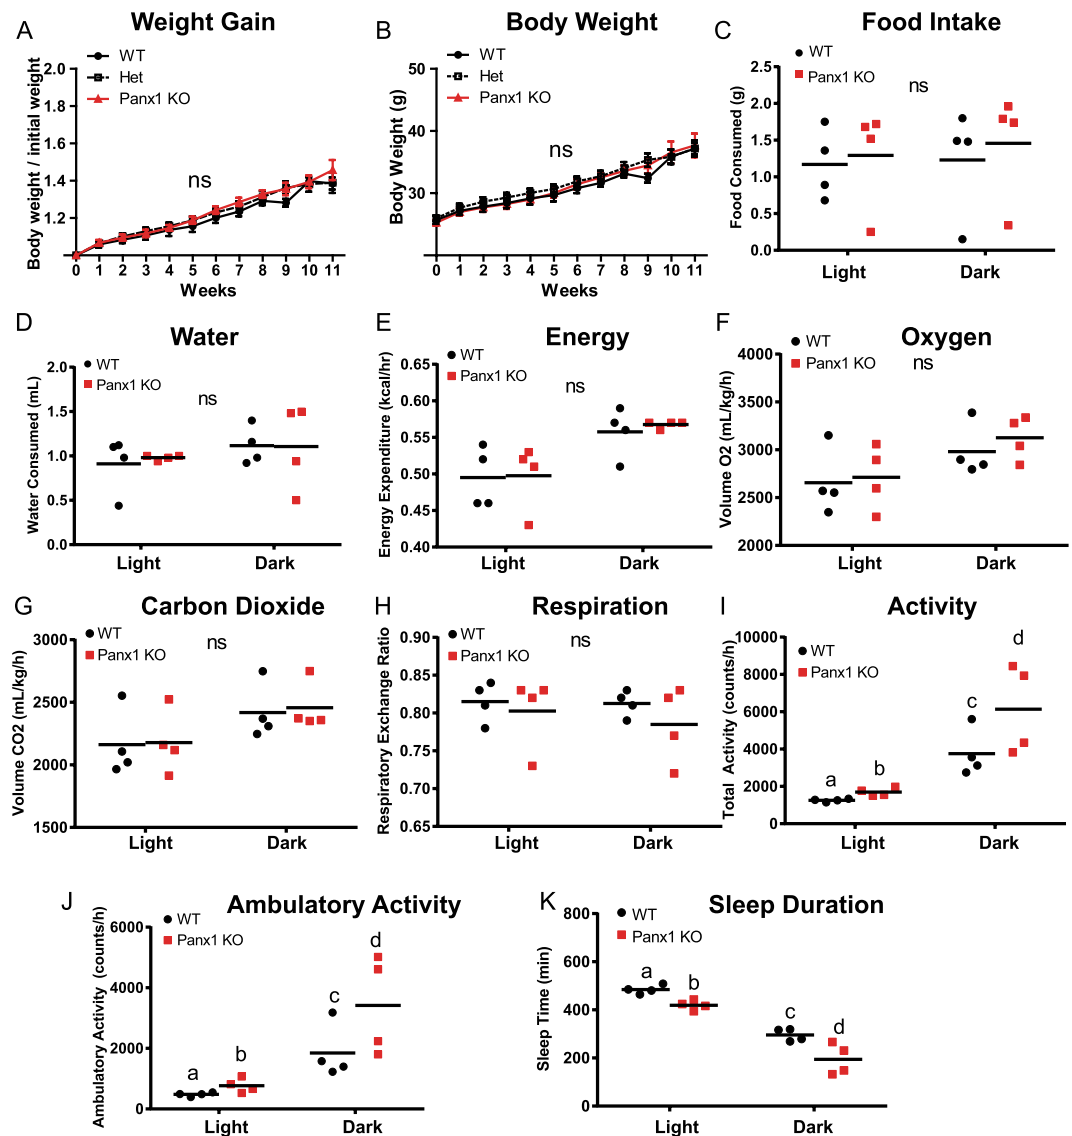 A
Weight Gain
WT
Het
Panx1 KO
Body weight / initial weight
2.0
1.8
1.6
1.4
1.2
ns
0 1 2 3 4 5 6 7 8 9 10 11
Weeks
B
Body Weight
WT
Het
Panx1 KO
Body Weight (g)
50
40
30
ns
0 1 2 3 4 5 6 7 8 9 10 11
Weeks
C
Food Intake
WT
Panx1 KO
Food Consumed (g)
2.5
2.0
1.5
1.0
0.5
0.0
ns
Light Dark
D
Water
WT
Panx1 KO
Water Consumed (mL)
2.0
1.5
1.0
0.5
0.0
ns
Light Dark
E
Energy
WT
Panx1 KO
Energy Expenditure (kcal/hr)
0.65
0.60
0.55
0.50
0.45
0.40
ns
Light Dark
F
Oxygen
WT
Panx1 KO
Volume O2 (mL/kg/h)
4000
3500
3000
2500
2000
ns
Light Dark
G
Carbon Dioxide
WT
Panx1 KO
Volume CO2 (mL/kg/h)
3000
2500
2000
1500
ns
Light Dark
H
Respiration
WT
Panx1 KO
Respiratory Exchange Ratio
0.90
0.85
0.80
0.75
0.70
0.65
ns
Light Dark
I
Activity
WT
Panx1 KO
Total Activity (counts/h)
10000
8000
6000
4000
2000
0
a b c d
Light Dark
J
Ambulatory Activity
WT
Panx1 KO
Ambulatory Activity (counts/h)
6000
4000
2000
0
a b c d
Light Dark
K
Sleep Duration
WT
Panx1 KO
Sleep Time (min)
800
600
400
200
0
a b c d
Light Dark